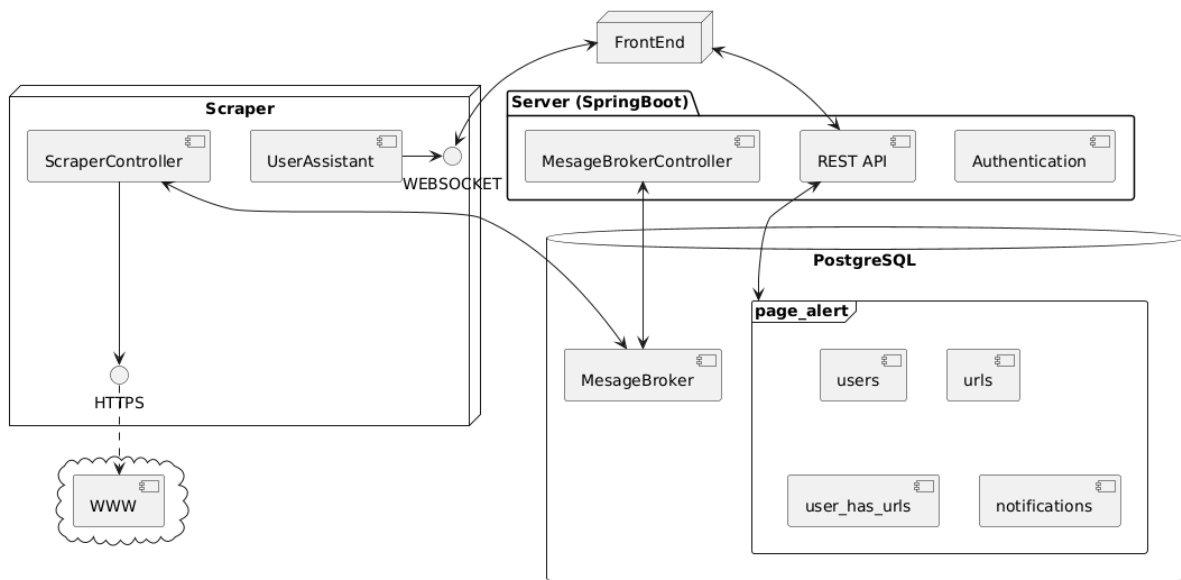 FrontEnd
Scraper
Server (SpringBoot)
ScraperController
UserAssistant
WEBSOCKET
MesageBrokerController
REST API
Authentication
PostgreSQL
page_alert
MesageBroker
users
urls
HTTPS
WWW
user_has_urls
notifications